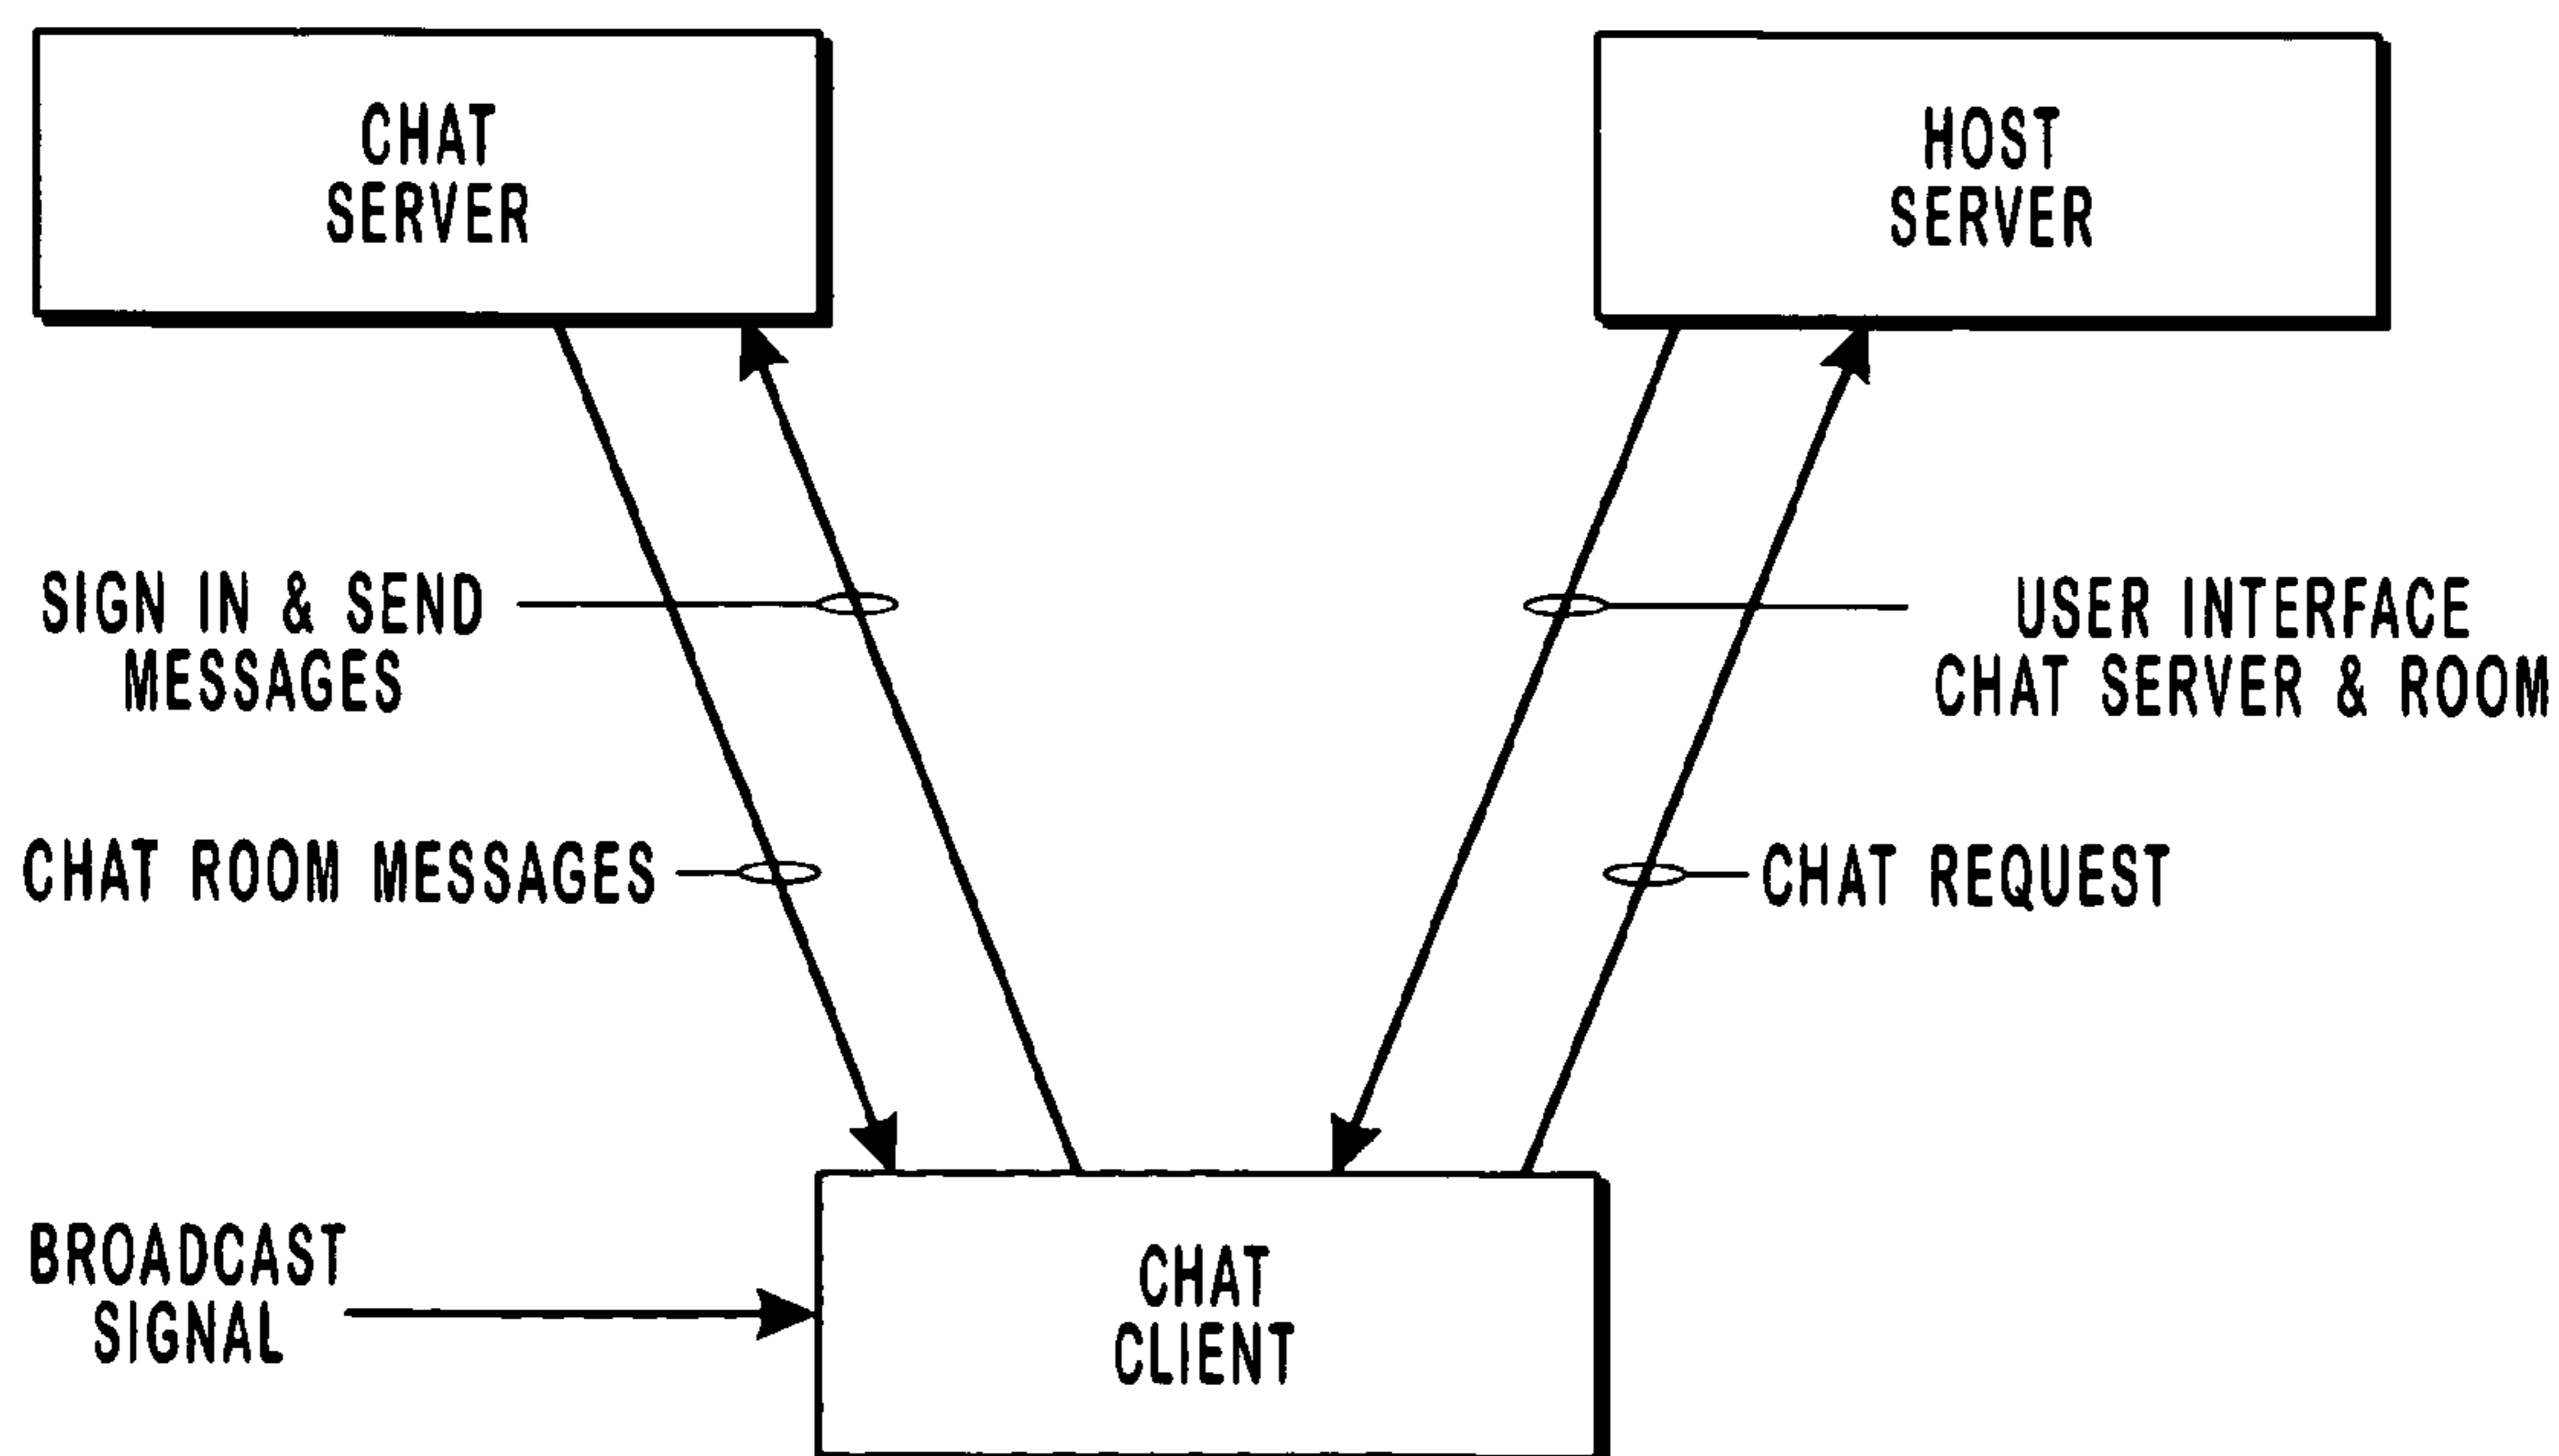 CHAT
SERVER
HOST
SERVER
SIGN IN & SEND
MESSAGES
USER INTERFACE
CHAT SERVER & ROOM
CHAT ROOM MESSAGES
CHAT REQUEST
BROADCAST
SIGNAL
CHAT
CLIENT